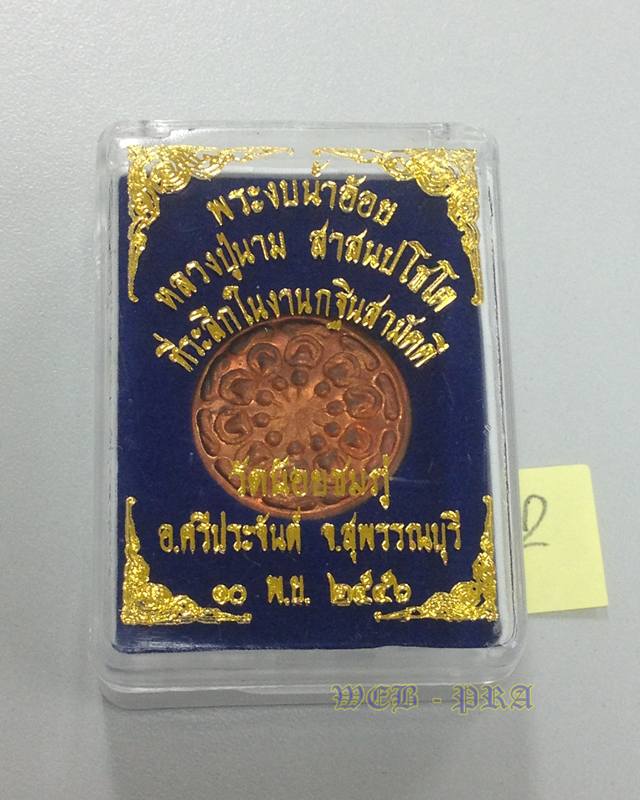 พระงบน้ำอ้อย
หลวงปู่นาม สาสนปโชโต
ที่ระลึกในงานกฐินสามัคคี
วัดน้อยชมภู่
อ.ศรีประจันต์ จ.สุพรรณบุรี
๑๐ พ.ย. ๒๕๔๖
WEB - PRA